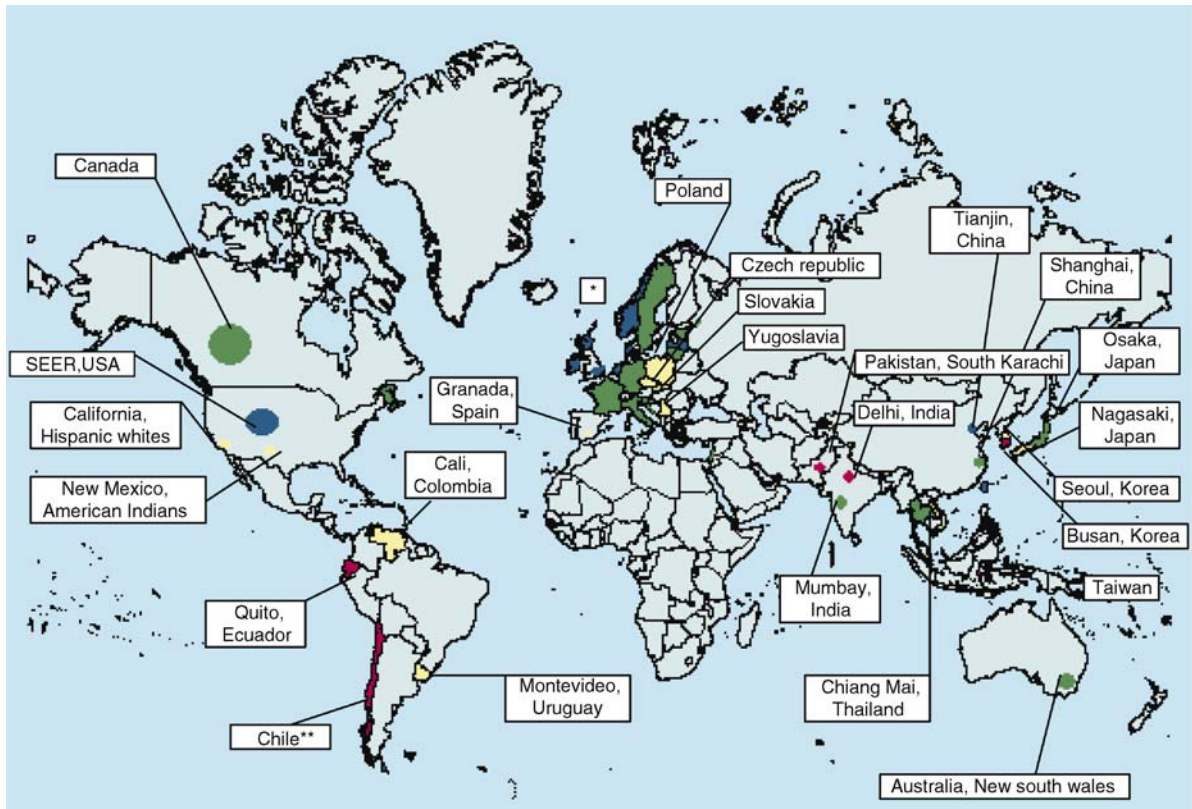 Canada
Poland
Tianjin,
China
Czech republic
Shanghai,
China
*
Slovakia
Yugoslavia
Osaka,
Japan
SEER,USA
Pakistan, South Karachi
Granada,
Spain
Delhi, India
California,
Hispanic whites
Nagasaki,
Japan
Cali,
Colombia
New Mexico,
American Indians
Seoul, Korea
Busan, Korea
Mumbay,
India
Taiwan
Quito,
Ecuador
Montevideo,
Uruguay
Chiang Mai,
Thailand
Chile**
Australia, New south wales